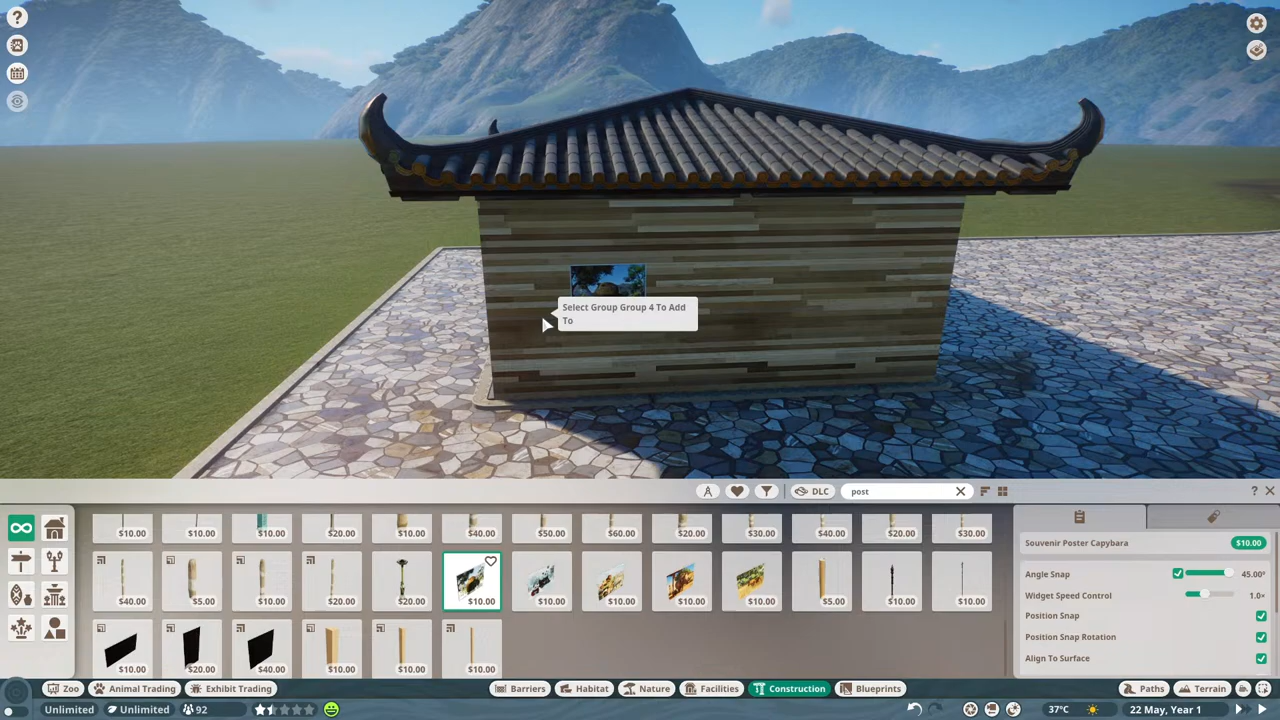 Select Group Group 4 To Add
To
DLC
post
$10.00
$10.00
$10.00
$20.00
$10.00
$40.00
$50.00
$60.00
$20.00
$30.00
$40.00
$20.00
$30.00
$40.00
$5.00
$10.00
$20.00
$20.00
$10.00
$10.00
$10.00
$10.00
$10.00
$5.00
$10.00
$10.00
$10.00
$20.00
$40.00
$10.00
$10.00
$10.00
Souvenir Poster Capybara
$10.00
Angle Snap
45.00°
Widget Speed Control
1.0×
Position Snap
Position Snap Rotation
Align To Surface
Zoo
Animal Trading
Exhibit Trading
Barriers
Habitat
Nature
Facilities
Construction
Blueprints
Paths
Terrain
Unlimited
Unlimited
92
37°C
22 May, Year 1